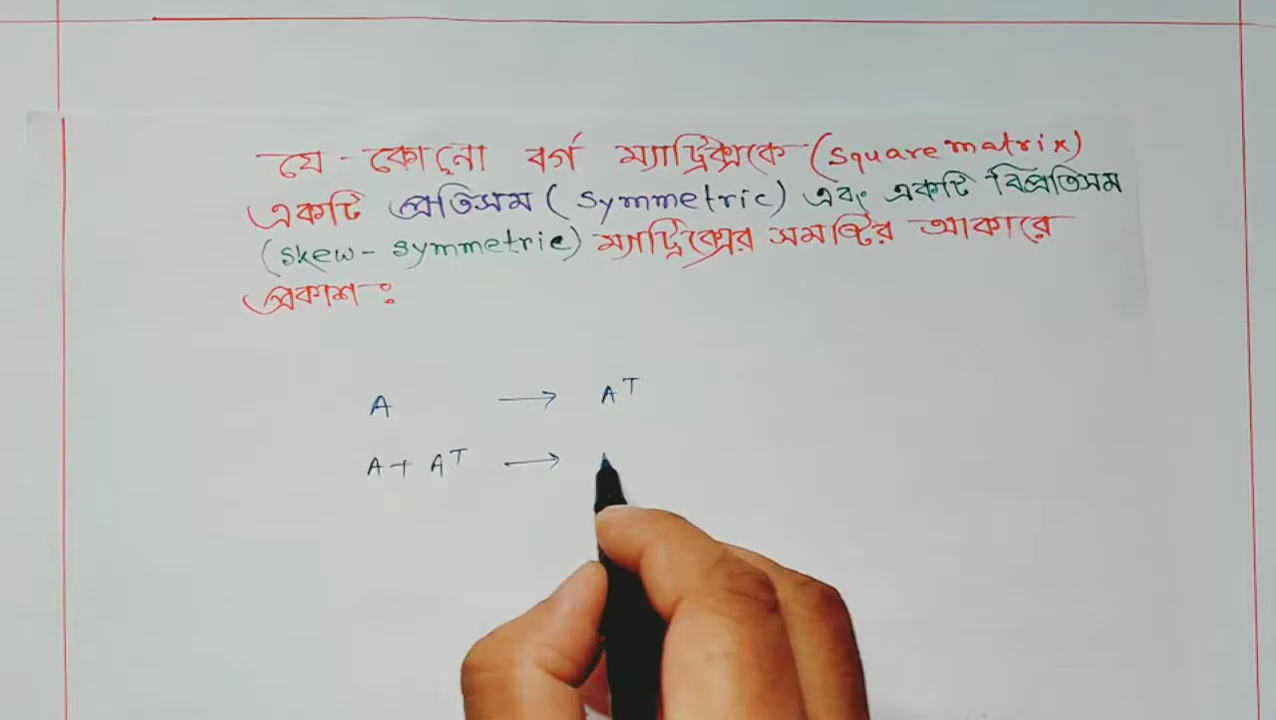 যে - কোনো বর্গ ম্যাট্রিক্সকে (square matrix)
একটি প্রতিসম (symmetric) এবং একটি বিপ্রতিসম
(skew - symmetric) ম্যাট্রিক্সের সমষ্টির আকারে
প্রকাশ :
A → Aᵀ
A + Aᵀ →